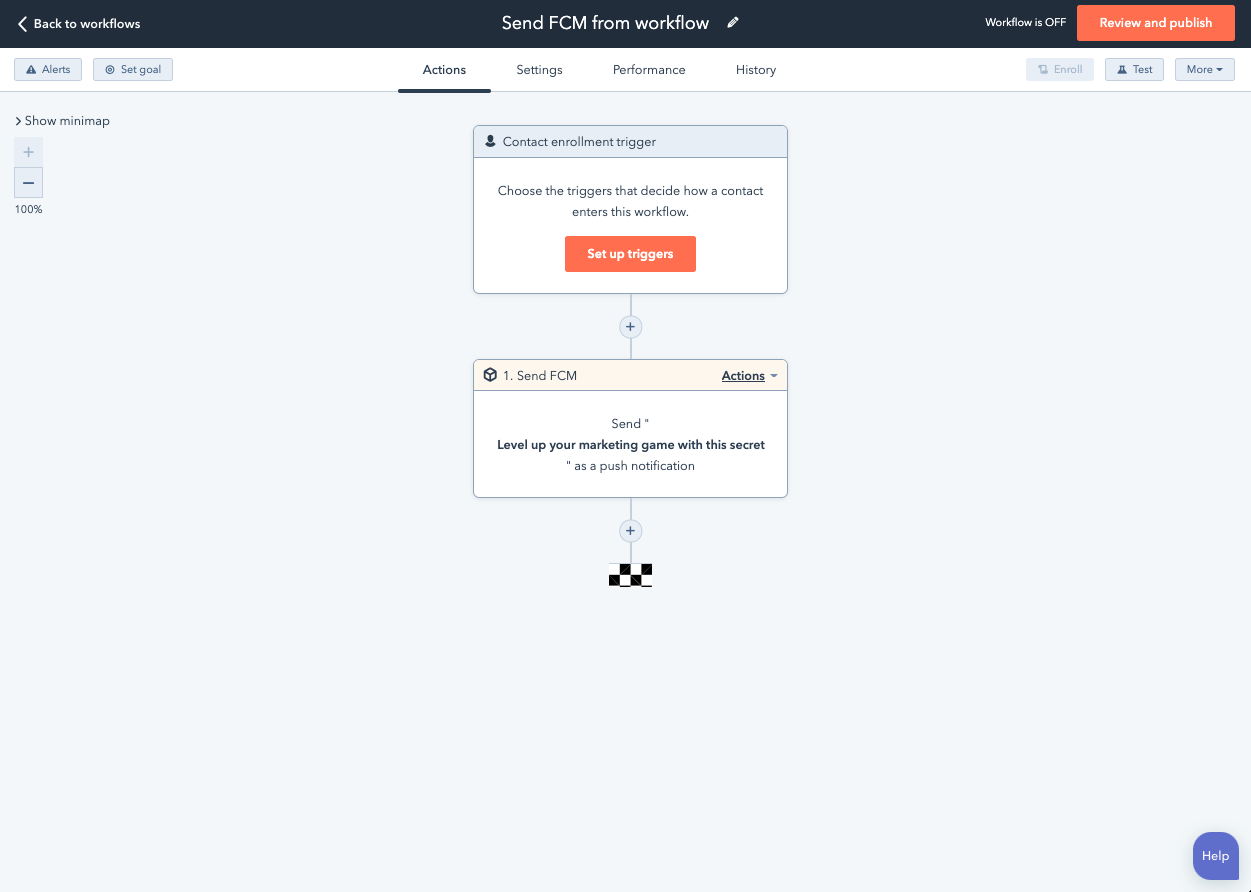 Back to workflows
Send FCM from workflow
Workflow is OFF
Review and publish
Alerts
Set goal
Actions
Settings
Performance
History
Enroll
Test
More
Show minimap
+
−
100%
Contact enrollment trigger
Choose the triggers that decide how a contact
enters this workflow.
Set up triggers
+
1. Send FCM
Actions
Send "
Level up your marketing game with this secret
" as a push notification
+
Help